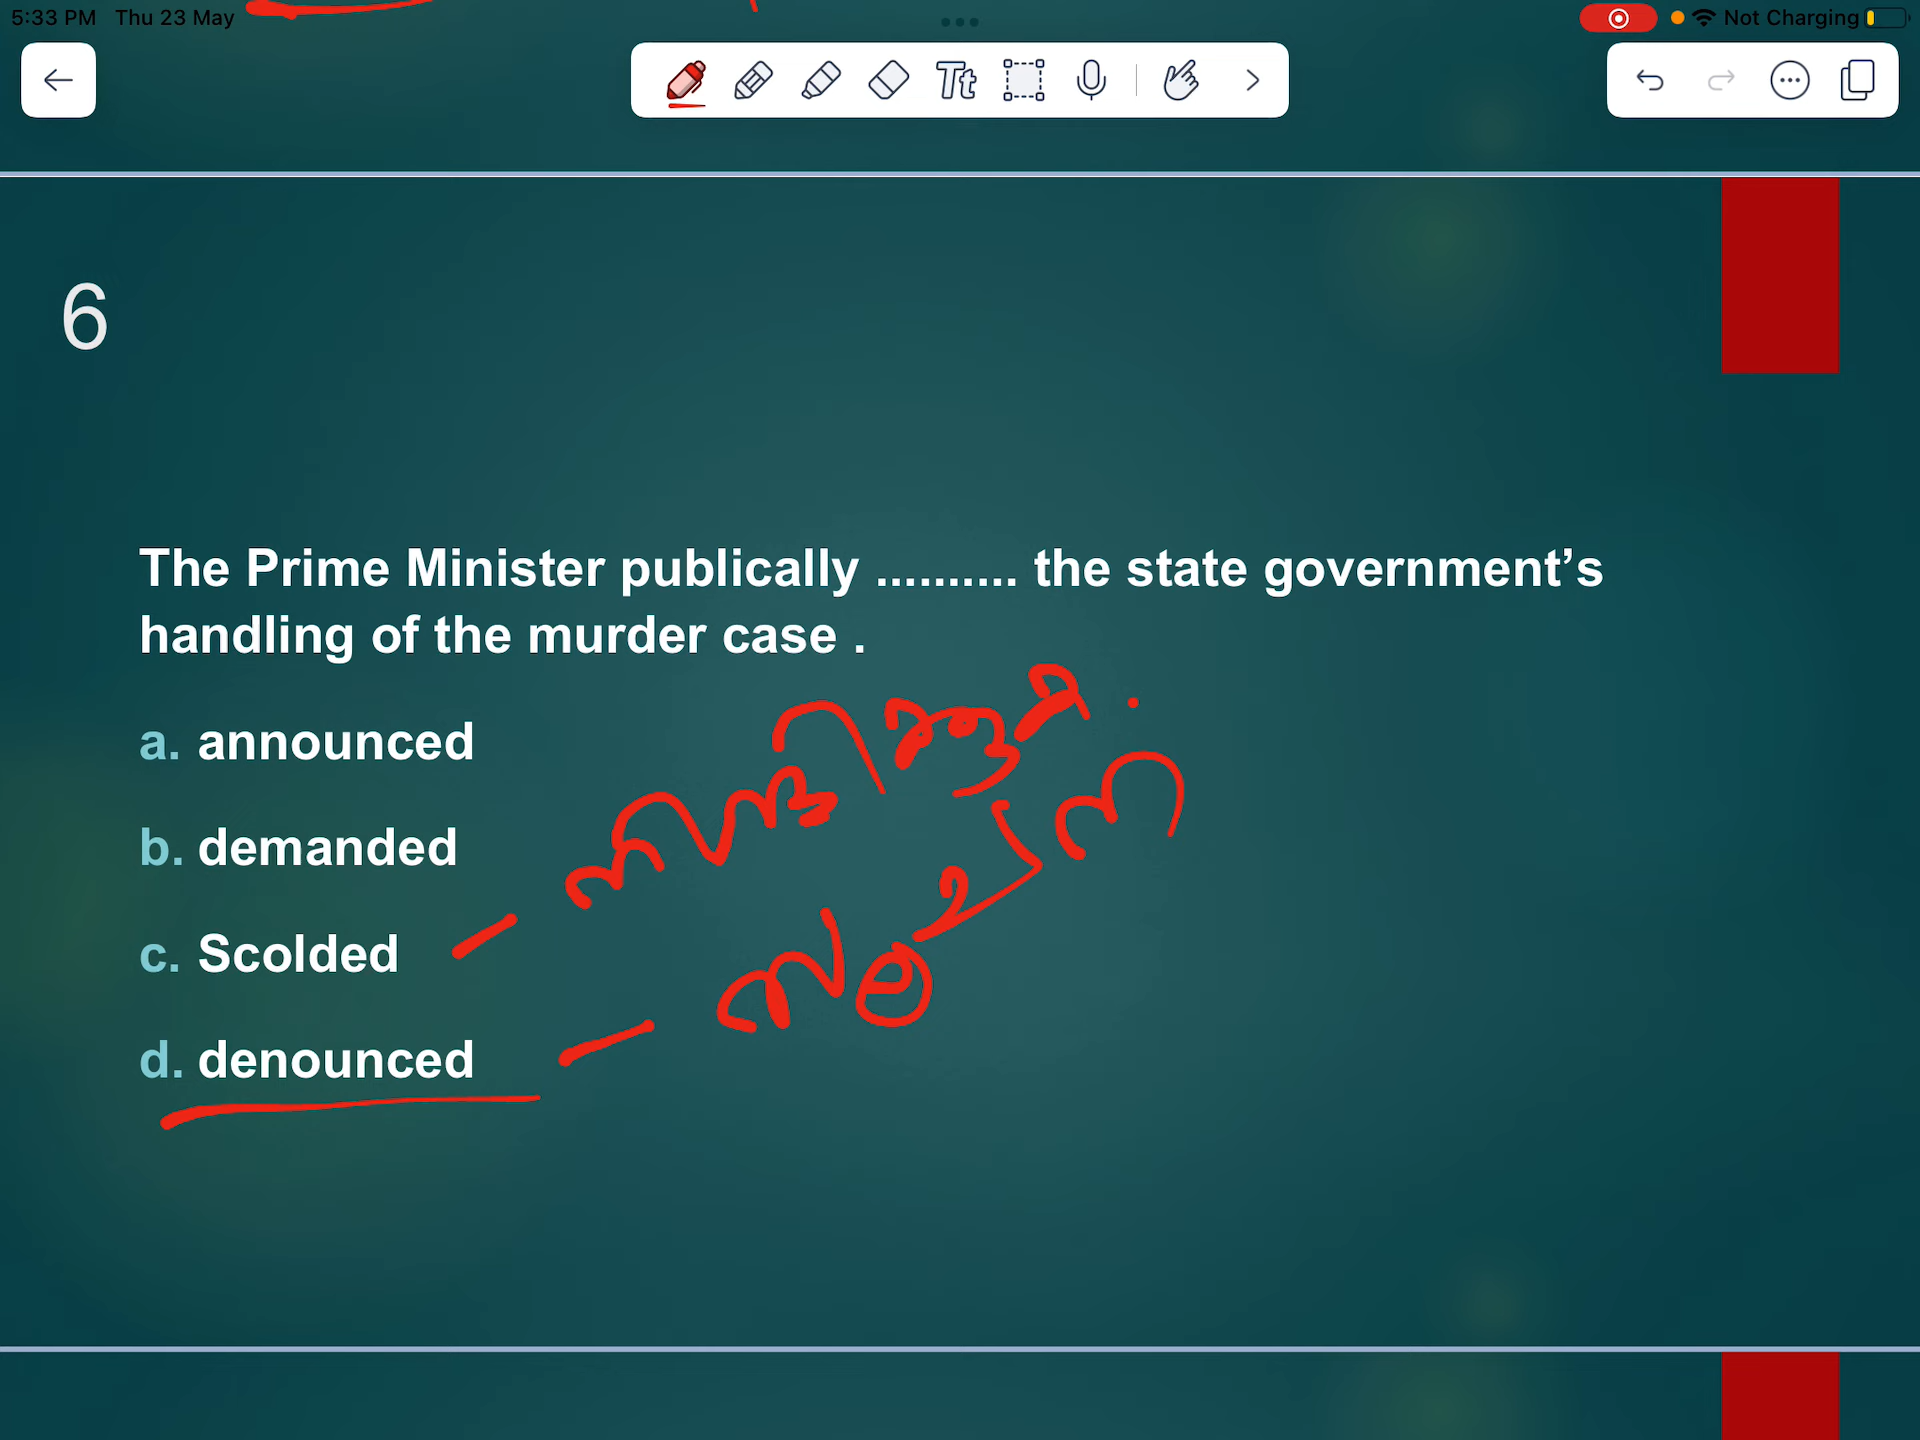 5:33 PM Thu 23 May
Not Charging
Tt
6
The Prime Minister publically .......... the state government’s
handling of the murder case .
a. announced
b. demanded
c. Scolded
d. denounced